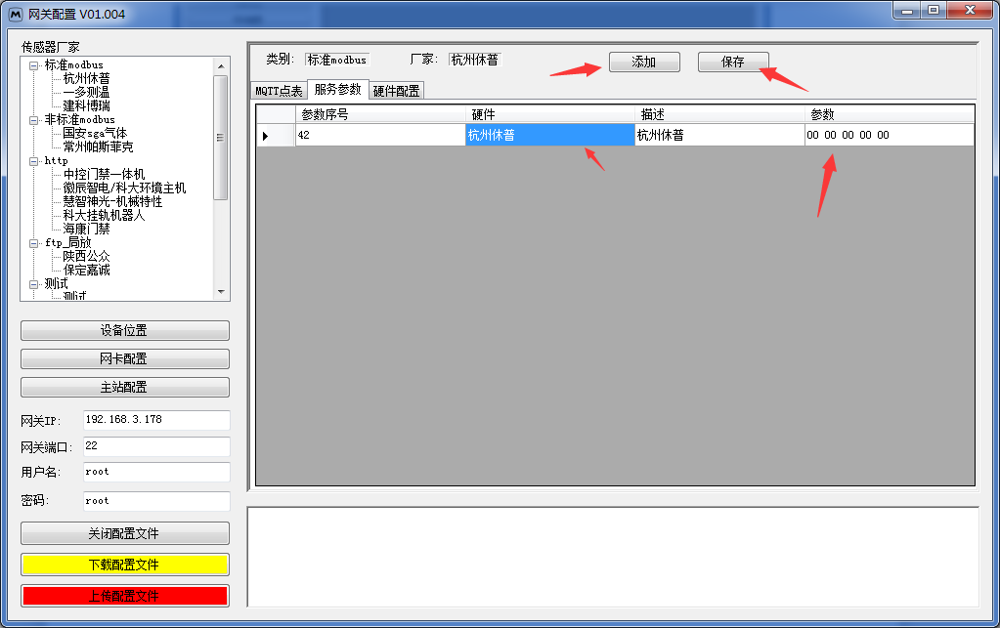 网关配置 V01.004
传感器厂家
标准modbus
杭州休普
一多测温
建科博瑞
非标准modbus
国安sga气体
常州帕斯菲克
http
中控门禁一体机
徽辰智电/科大环境主机
慧智神光-机械特性
科大挂轨机器人
海康门禁
ftp_局放
陕西公众
保定嘉诚
测试
测试
设备位置
网卡配置
主站配置
网关IP: 192.168.3.178
网关端口: 22
用户名: root
密码: root
关闭配置文件
下载配置文件
上传配置文件
类别: 标准modbus 厂家: 杭州休普 添加 保存
MQTT点表 服务参数 硬件配置
参数序号 硬件 描述 参数
42 杭州休普 杭州休普 00 00 00 00 00